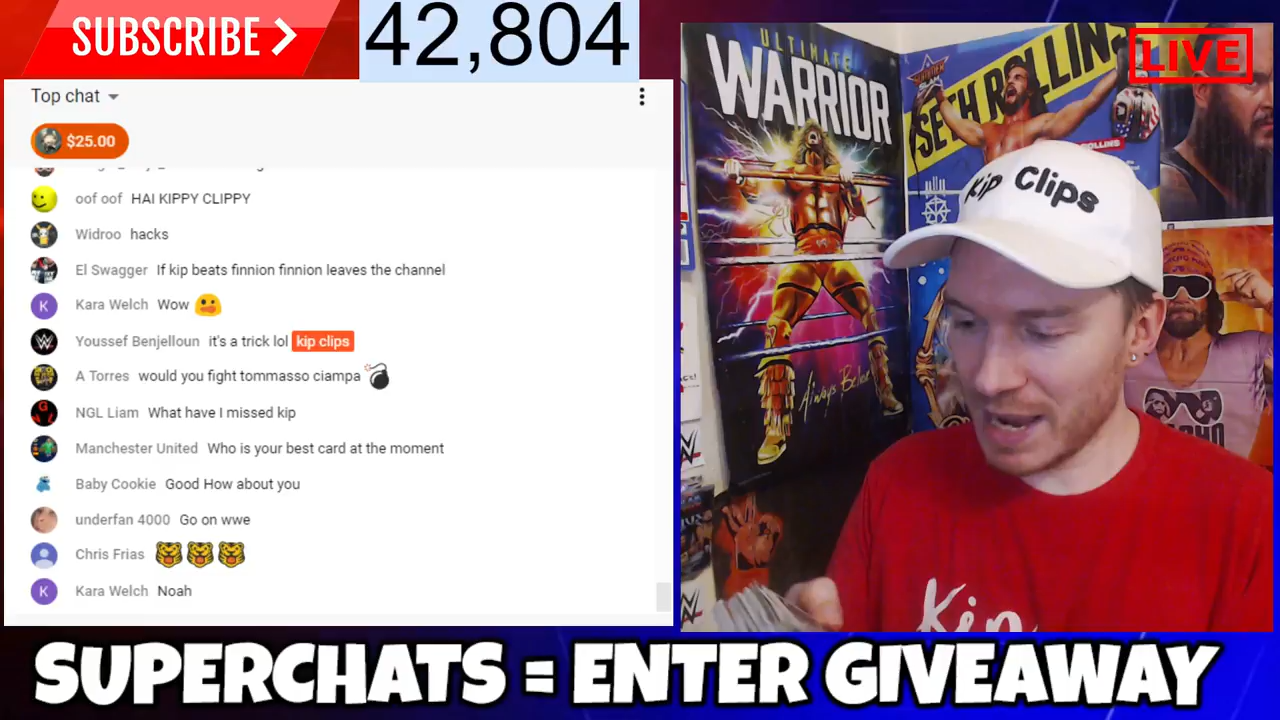 SUBSCRIBE
42,804
LIVE
Top chat
$25.00
oof oof HAI KIPPY CLIPPY
Widroo hacks
El Swagger If kip beats finnion finnion leaves the channel
Kara Welch Wow
Youssef Benjelloun it's a trick lol kip clips
A Torres would you fight tommasso ciampa
NGL Liam What have I missed kip
Manchester United Who is your best card at the moment
Baby Cookie Good How about you
underfan 4000 Go on wwe
Chris Frias
K Kara Welch Noah
ULTIMATE
WARRIOR
Always Believe
SETH ROLLINS
ROLLINS
Kip Clips
Kip
SUPERCHATS = ENTER GIVEAWAY